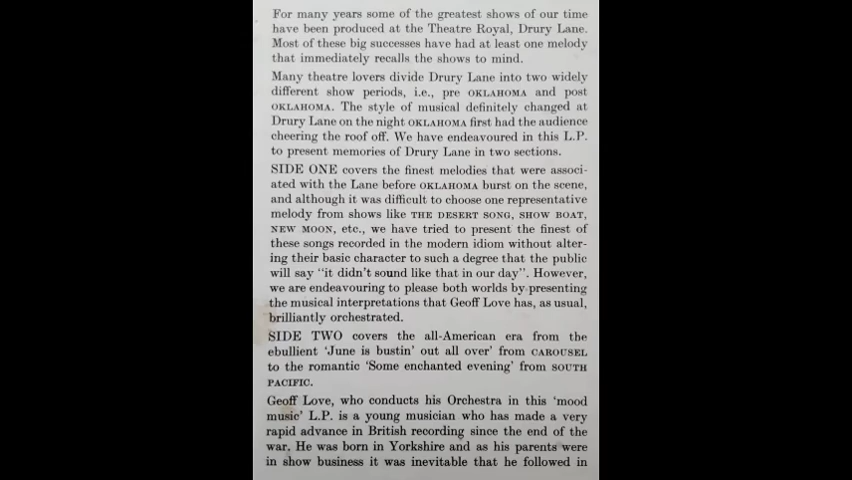 For many years some of the greatest shows of our time
have been produced at the Theatre Royal, Drury Lane.
Most of these big successes have had at least one melody
that immediately recalls the shows to mind.
Many theatre lovers divide Drury Lane into two widely
different show periods, i.e., pre OKLAHOMA and post
OKLAHOMA. The style of musical definitely changed at
Drury Lane on the night OKLAHOMA first had the audience
cheering the roof off. We have endeavoured in this L.P.
to present memories of Drury Lane in two sections.
SIDE ONE covers the finest melodies that were associ-
ated with the Lane before OKLAHOMA burst on the scene,
and although it was difficult to choose one representative
melody from shows like THE DESERT SONG, SHOW BOAT,
NEW MOON, etc., we have tried to present the finest of
these songs recorded in the modern idiom without alter-
ing their basic character to such a degree that the public
will say "it didn't sound like that in our day". However,
we are endeavouring to please both worlds by presenting
the musical interpretations that Geoff Love has, as usual,
brilliantly orchestrated.
SIDE TWO covers the all-American era from the
ebullient 'June is bustin' out all over' from CAROUSEL
to the romantic 'Some enchanted evening' from SOUTH
PACIFIC.
Geoff Love, who conducts his Orchestra in this 'mood
music' L.P. is a young musician who has made a very
rapid advance in British recording since the end of the
war. He was born in Yorkshire and as his parents were
in show business it was inevitable that he followed in